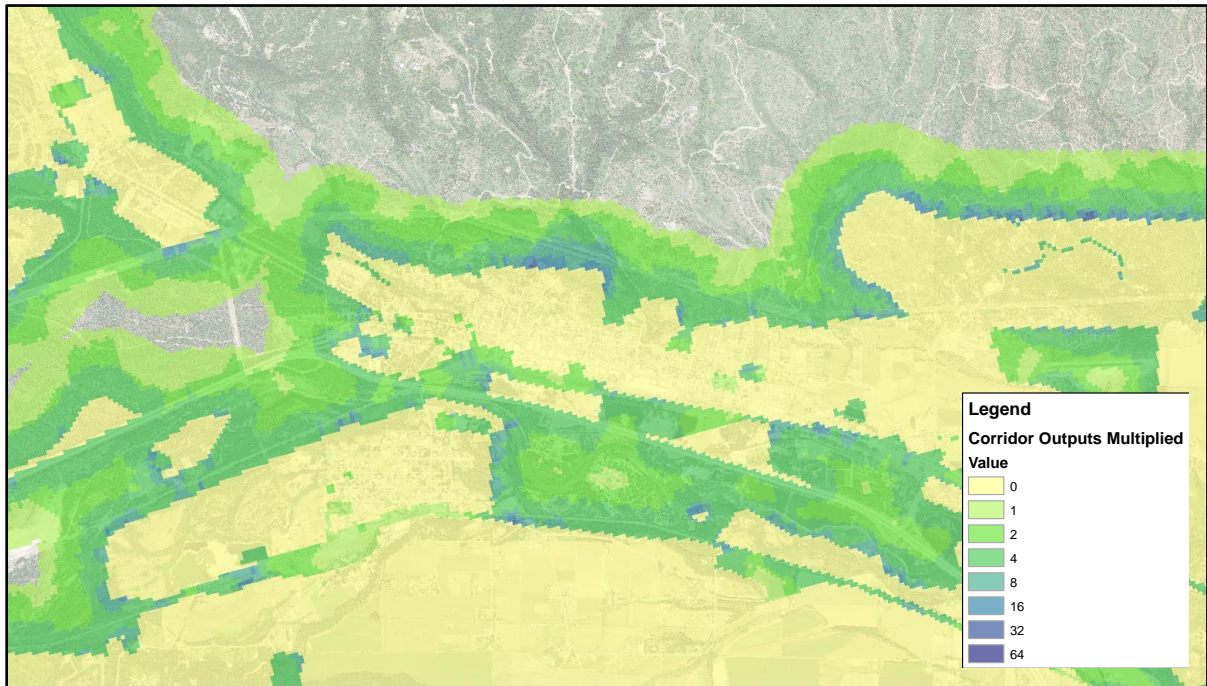 Legend
Corridor Outputs Multiplied
Value
0
1
2
4
8
16
32
64